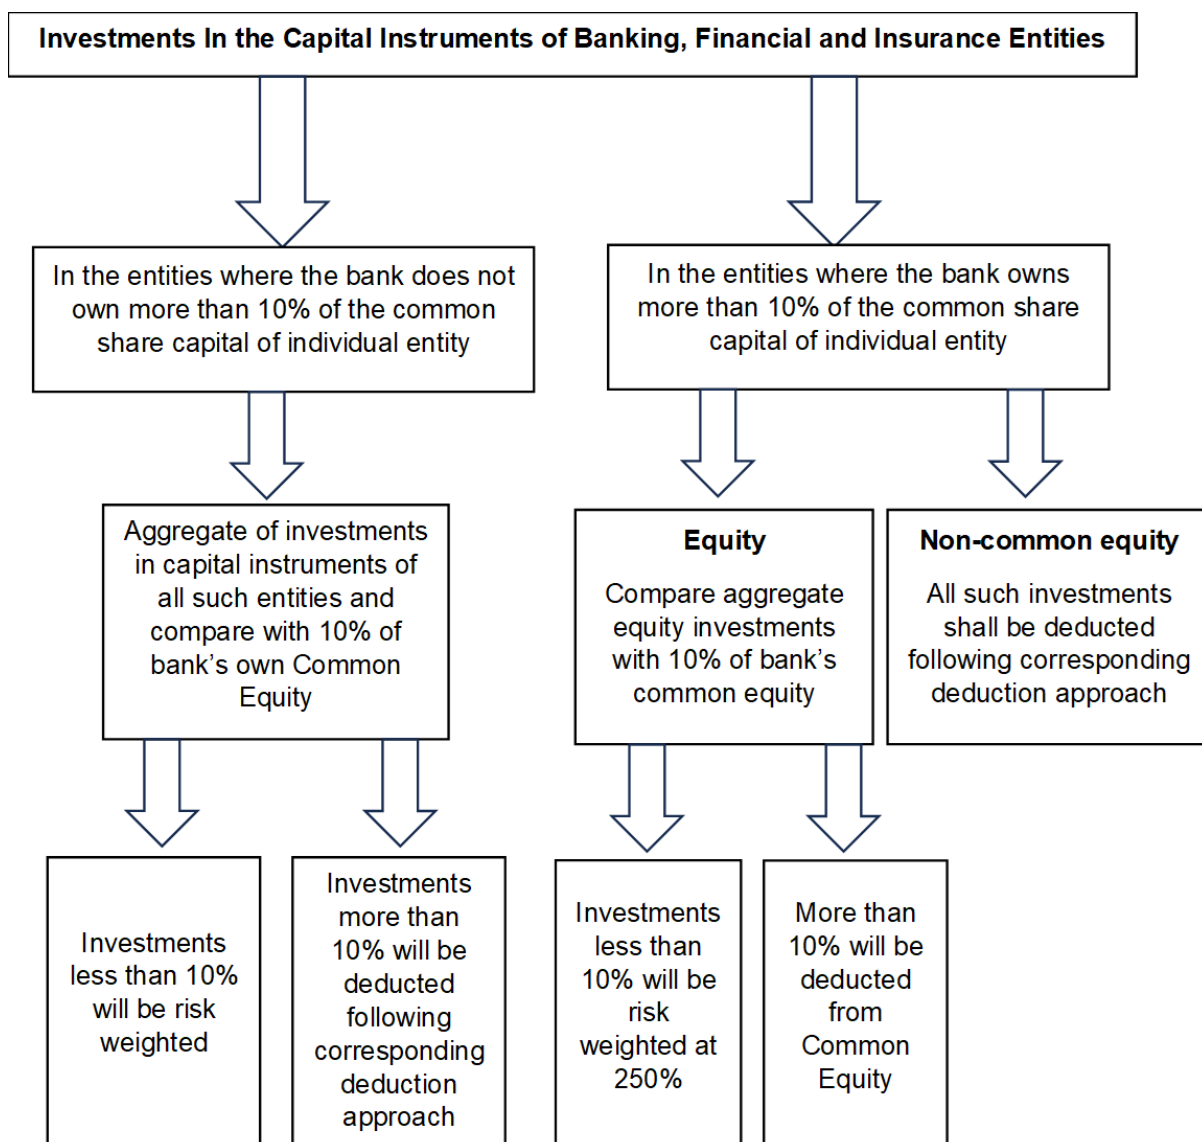 Investments In the Capital Instruments of Banking, Financial and Insurance Entities
In the entities where the bank does not
own more than 10% of the common
share capital of individual entity
In the entities where the bank owns
more than 10% of the common share
capital of individual entity
Aggregate of investments
in capital instruments of
all such entities and
compare with 10% of
bank’s own Common
Equity
Equity
Compare aggregate
equity investments
with 10% of bank’s
common equity
Non-common equity
All such investments
shall be deducted
following corresponding
deduction approach
Investments
less than 10%
will be risk
weighted
Investments
more than
10% will be
deducted
following
corresponding
deduction
approach
Investments
less than
10% will be
risk
weighted at
250%
More than
10% will be
deducted
from
Common
Equity